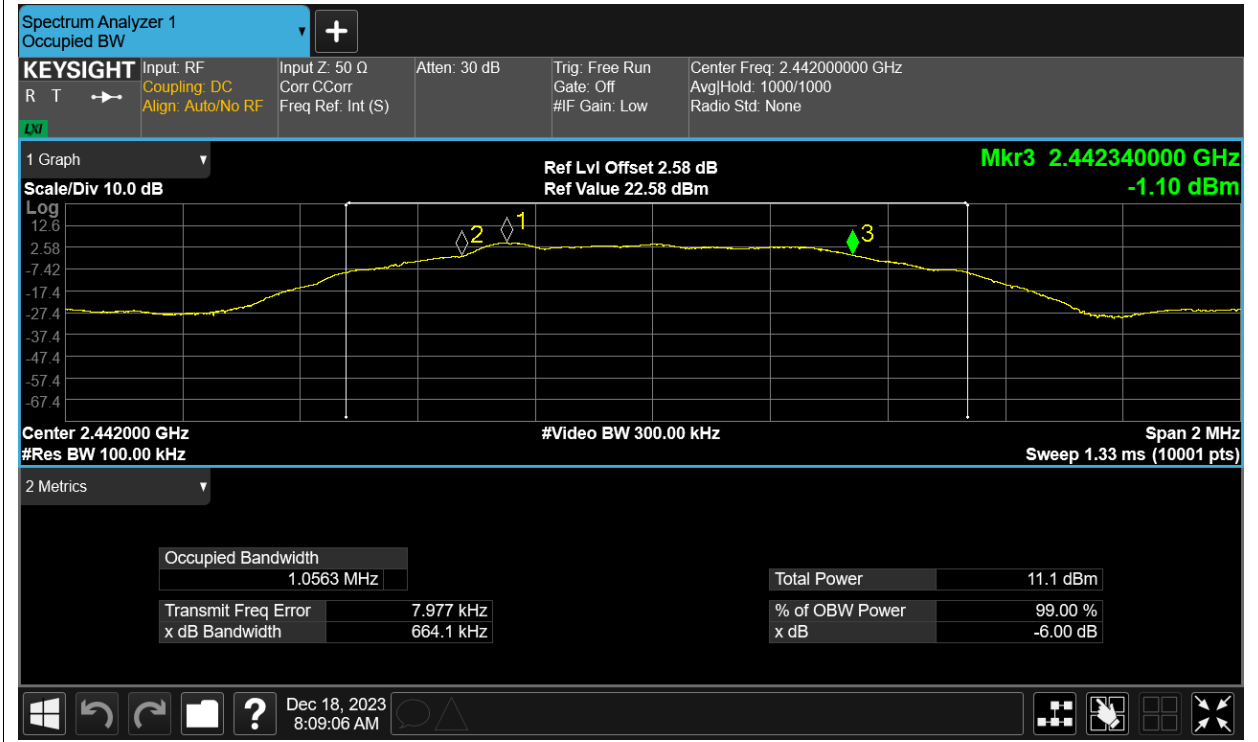 Spectrum Analyzer 1
Occupied BW
KEYSIGHT
R T
LXI
Input: RF
Coupling: DC
Align: Auto/No RF
Input Z: 50 Ω
Corr CCorr
Freq Ref: Int (S)
Atten: 30 dB
Trig: Free Run
Gate: Off
#IF Gain: Low
Center Freq: 2.442000000 GHz
Avg|Hold: 1000/1000
Radio Std: None
1 Graph
Scale/Div 10.0 dB
Ref Lvl Offset 2.58 dB
Ref Value 22.58 dBm
Mkr3 2.442340000 GHz
-1.10 dBm
Log
12.6
2.58
-7.42
-17.4
-27.4
-37.4
-47.4
-57.4
-67.4
2
1
3
Center 2.442000 GHz
#Res BW 100.00 kHz
#Video BW 300.00 kHz
Span 2 MHz
Sweep 1.33 ms (10001 pts)
2 Metrics
Occupied Bandwidth
1.0563 MHz
Transmit Freq Error 7.977 kHz
x dB Bandwidth 664.1 kHz
Total Power 11.1 dBm
% of OBW Power 99.00 %
x dB -6.00 dB
?
Dec 18, 2023
8:09:06 AM